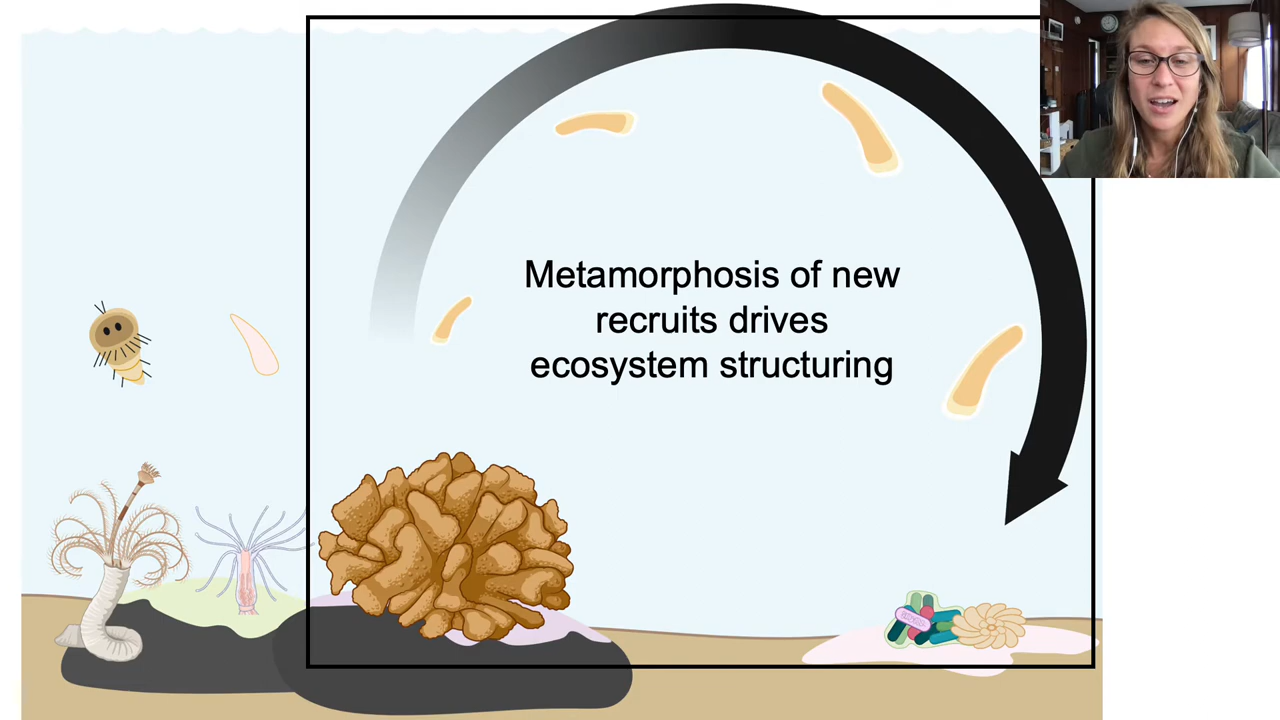 Metamorphosis of new
recruits drives
ecosystem structuring